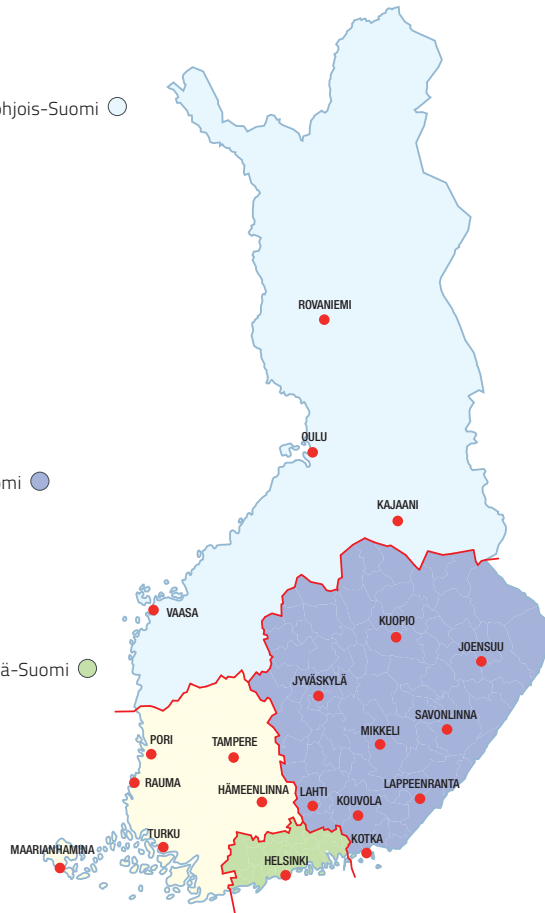 ohjois-Suomi
ROVANIEMI
OULU
omi
KAJAANI
VAASA
KUOPIO
JOENSUU
ä-Suomi
JYVÄSKYLÄ
SAVONLINNA
MIKKELI
PORI
TAMPERE
RAUMA
HÄMEENLINNA
LAHTI
LAPPEENRANTA
KOUVOLA
TURKU
KOTKA
MAARIANHAMINA
HELSINKI